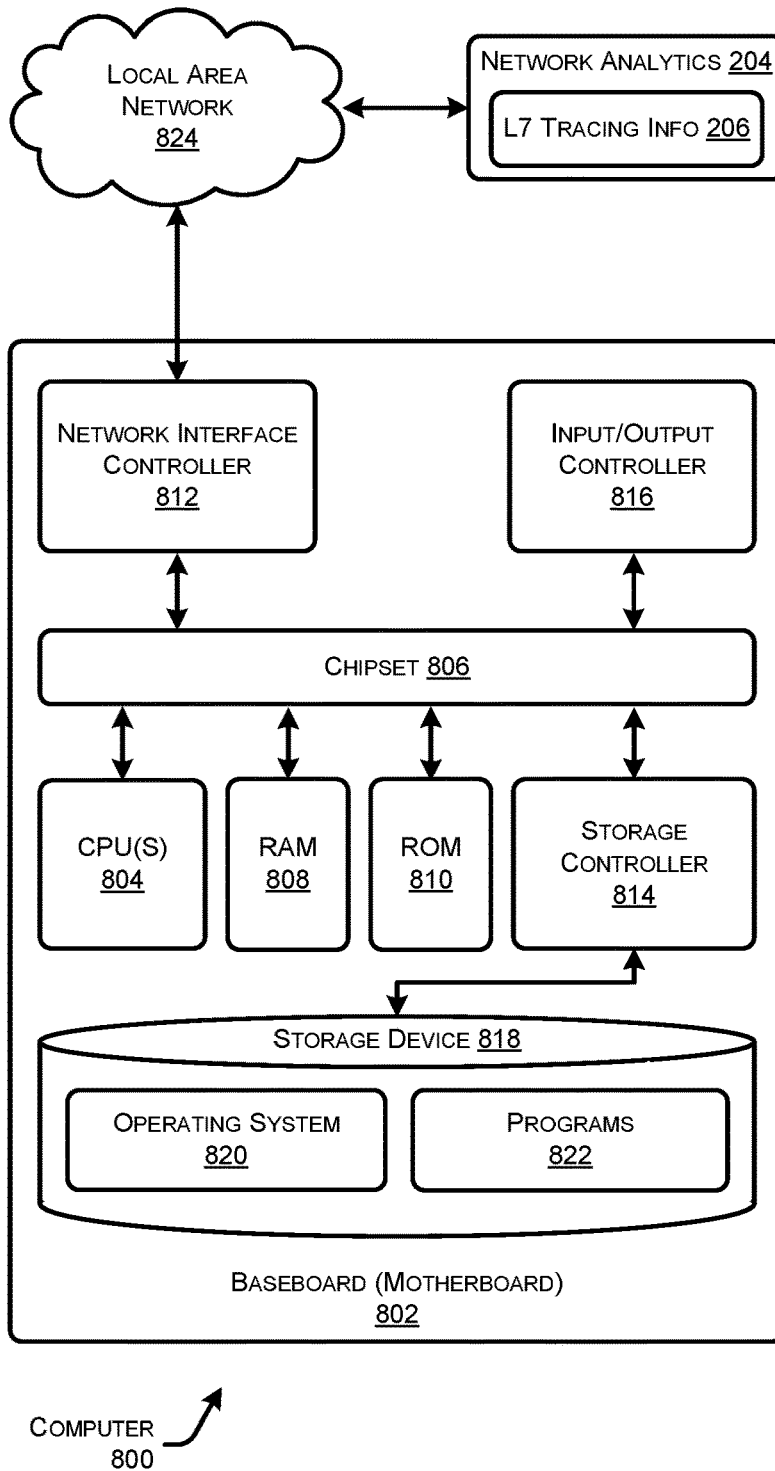 LOCAL AREA
NETWORK
824
NETWORK ANALYTICS 204
L7 TRACING INFO 206
NETWORK INTERFACE
CONTROLLER
812
INPUT/OUTPUT
CONTROLLER
816
CHIPSET 806
CPU(S)
804
RAM
808
ROM
810
STORAGE
CONTROLLER
814
STORAGE DEVICE 818
OPERATING SYSTEM
820
PROGRAMS
822
BASEBOARD (MOTHERBOARD)
802
COMPUTER
800